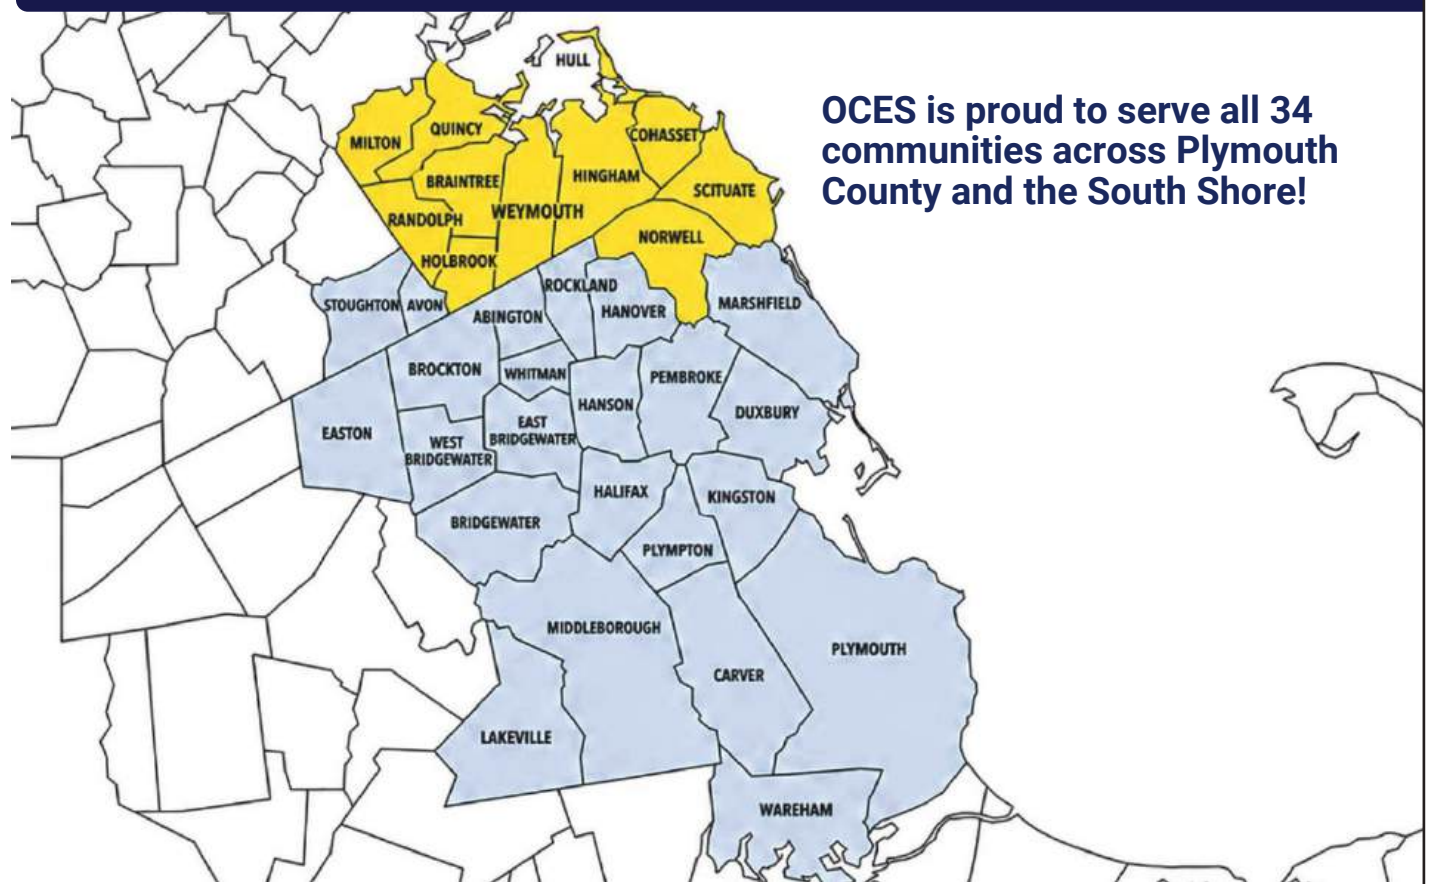 OCES is proud to serve all 34
communities across Plymouth
County and the South Shore!
HULL
MILTON
QUINCY
COHASSET
BRAINTREE
HINGHAM
SCITUATE
RANDOLPH
WEYMOUTH
NORWELL
HOLBROOK
STOUGHTON
AVON
ABINGTON
ROCKLAND
HANOVER
MARSHFIELD
BROCKTON
WHITMAN
HANSON
PEMBROKE
DUXBURY
EASTON
WEST
BRIDGEWATER
EAST
BRIDGEWATER
HALIFAX
KINGSTON
BRIDGEWATER
PLYMPTON
MIDDLEBOROUGH
PLYMOUTH
CARVER
LAKEVILLE
WAREHAM